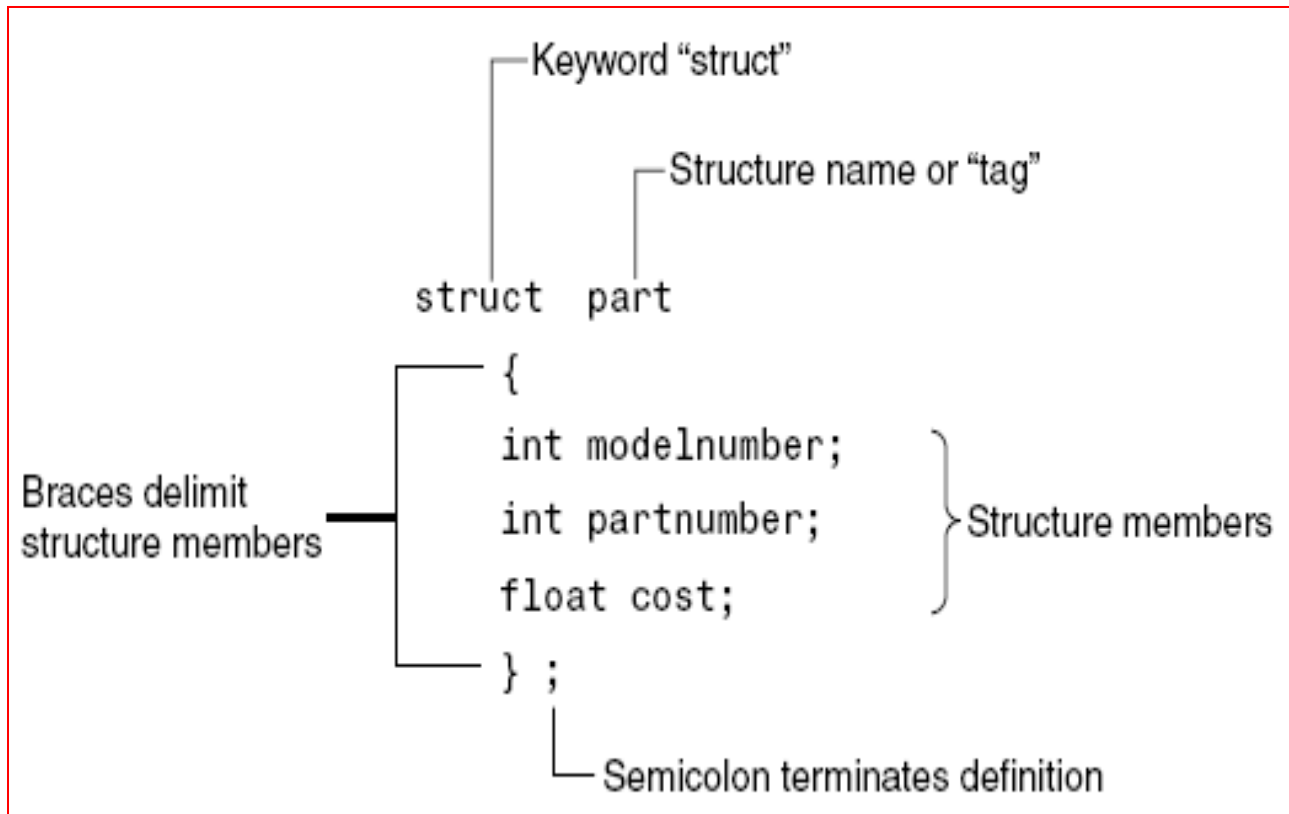 Keyword “struct”
Structure name or “tag”
struct part
{
int modelnumber;
Braces delimit
structure members
int partnumber;
Structure members
float cost;
} ;
Semicolon terminates definition